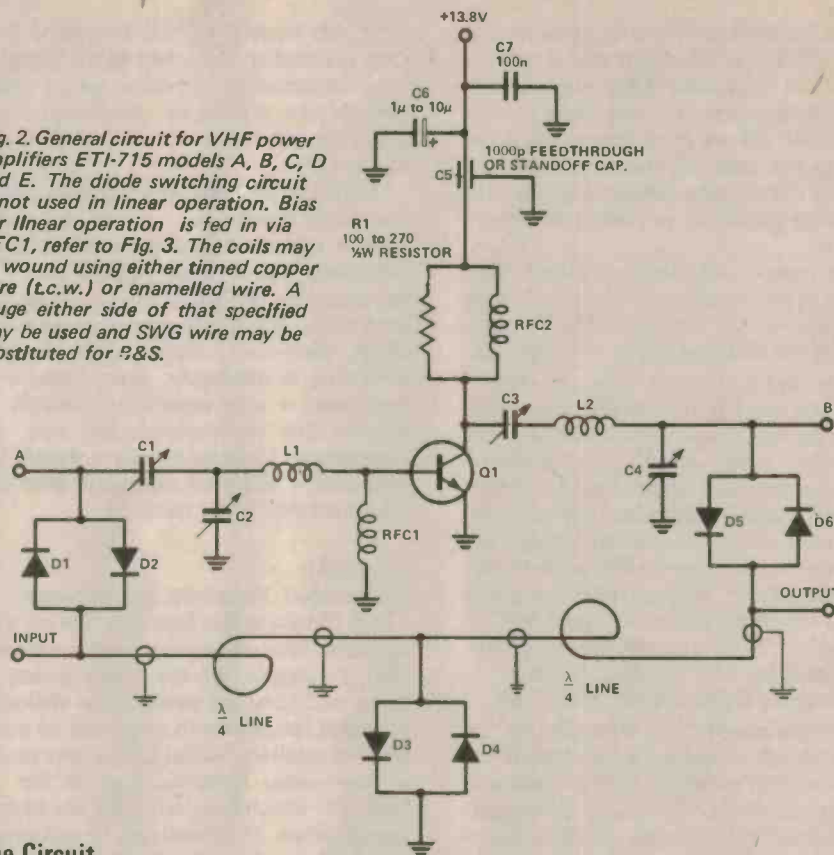 +13.8V
C7
100n
C6
1µ to 10µ
+
g. 2. General circuit for VHF power
plifiers ETI-715 models A, B, C, D
d E. The diode switching circuit
not used in linear operation. Bias
r linear operation is fed in via
FC1, refer to Fig. 3. The coils may
wound using either tinned copper
re (t.c.w.) or enamelled wire. A
uge either side of that specified
ay be used and SWG wire may be
bstituted for B&S.
1000p FEEDTHROUGH
OR STANDOFF CAP.
C5
R1
100 to 270
½W RESISTOR
RFC2
C3
L2
B
A
C1
L1
Q1
C4
C2
RFC1
D5
D6
D1
D2
OUTPUT
INPUT
λ/4 LINE
λ/4 LINE
D3
D4
e Circuit